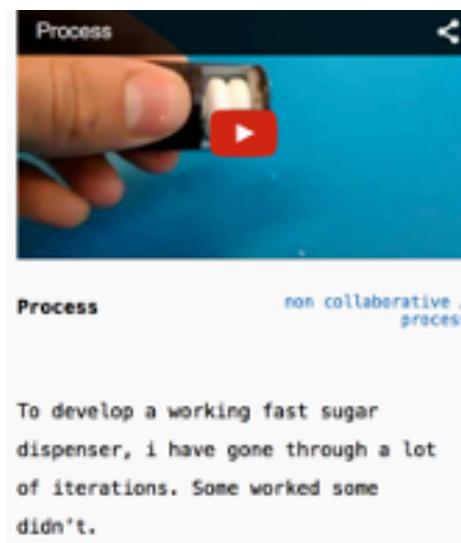 Process
Process
non collaborative
process
To develop a working fast sugar
dispenser, i have gone through a lot
of iterations. Some worked some
didn't.